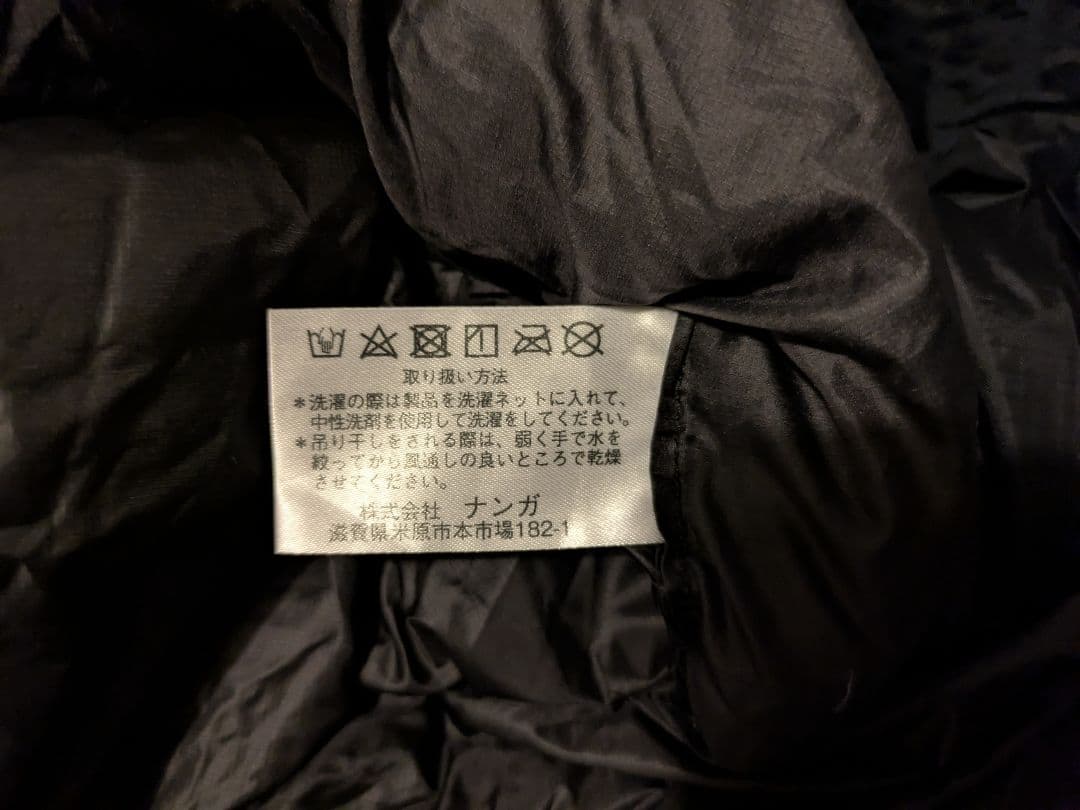 取り扱い方法
*洗濯の際は製品を洗濯ネットに入れて、
中性洗剤を使用して洗濯をしてください。
*吊り干しをされる際は、弱く手で水を
絞ってから風通しの良いところで乾燥
させてください。
株式会社 ナンガ
滋賀県米原市本市場182-1